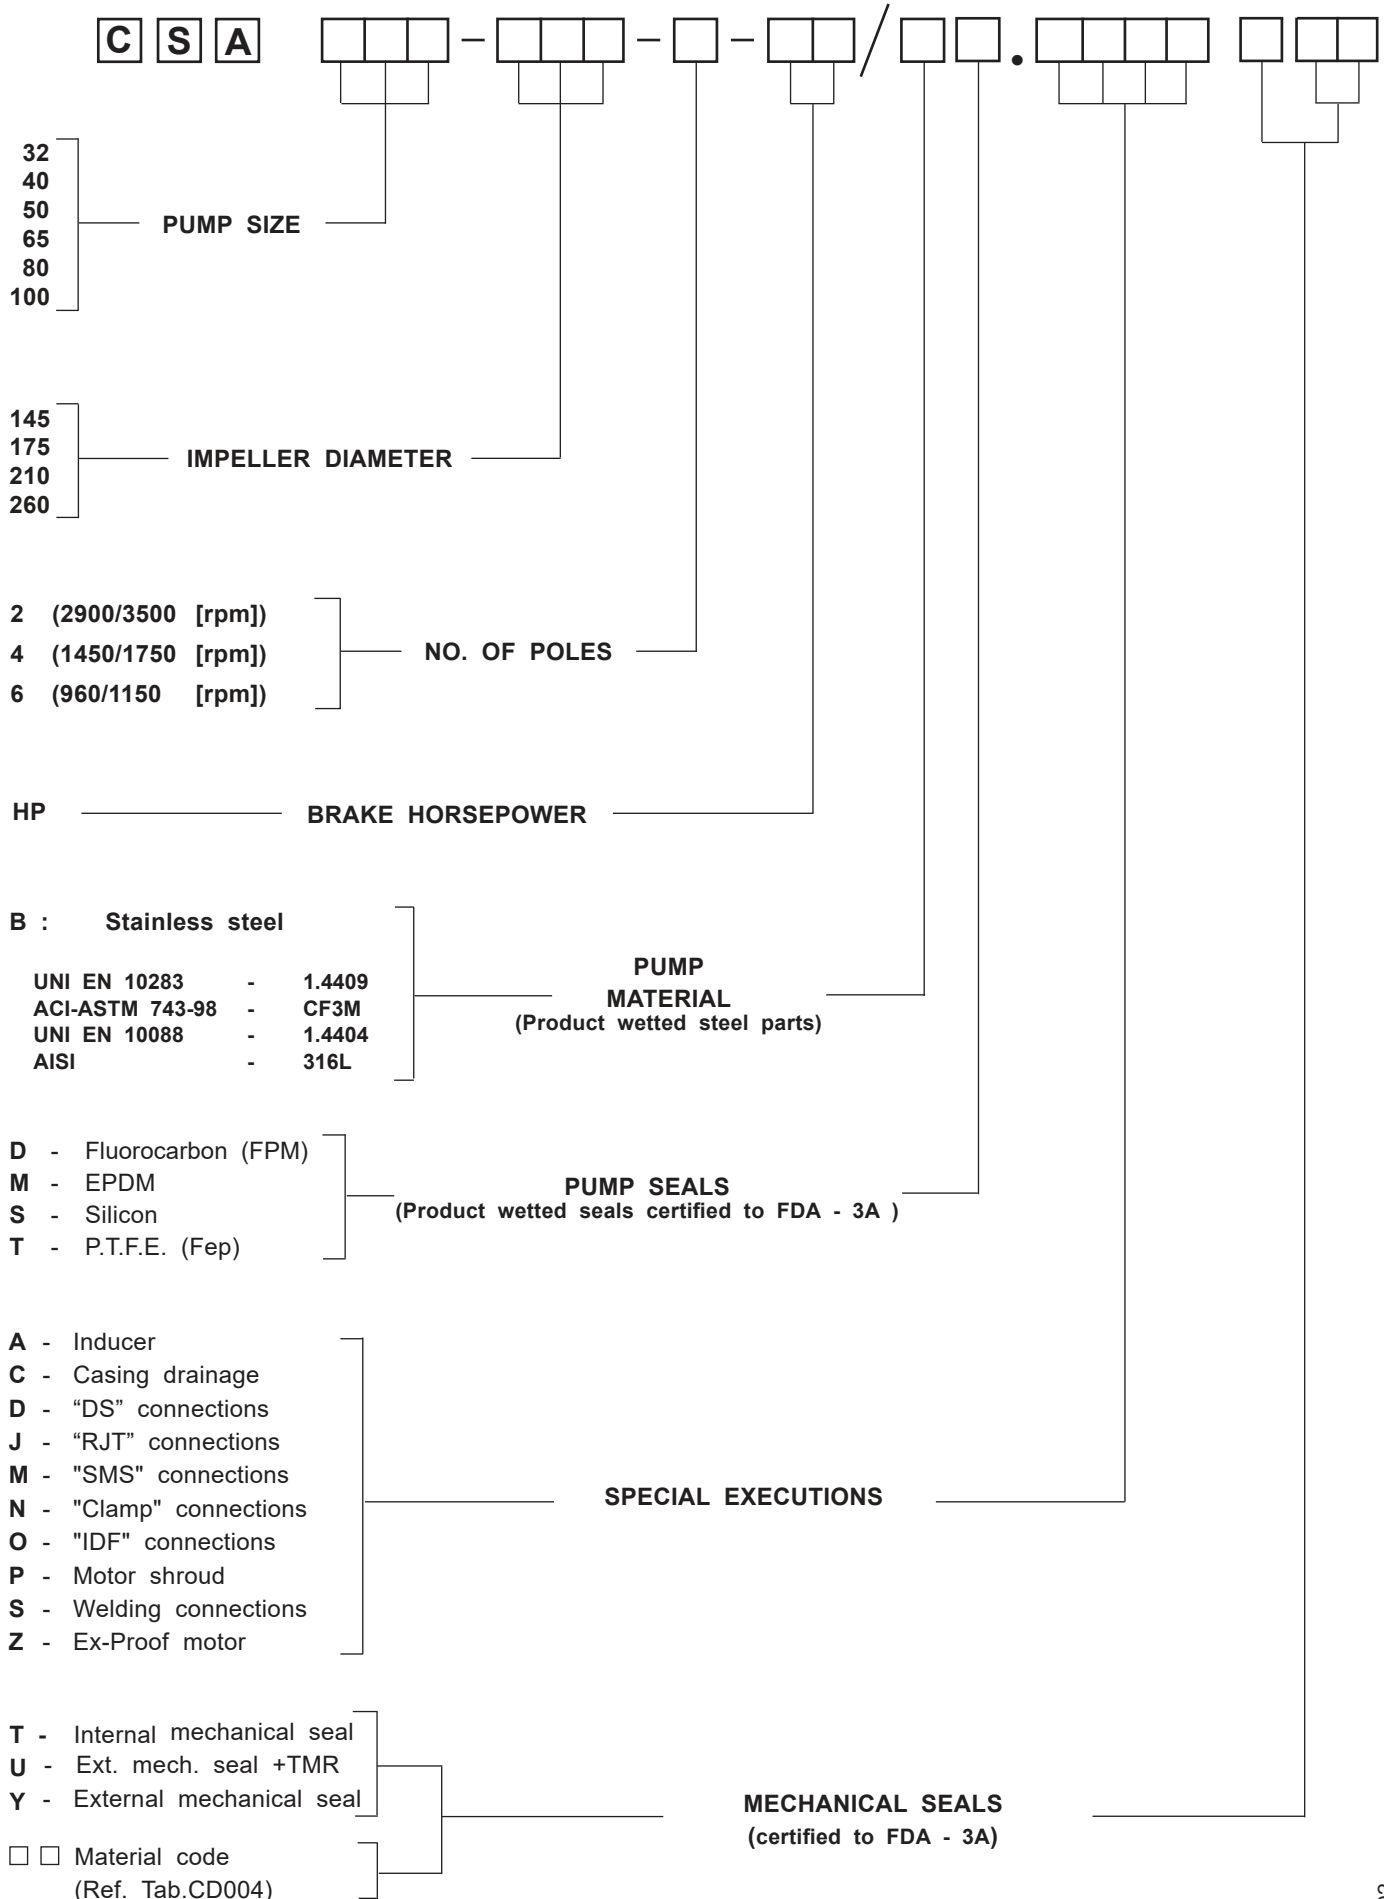 C S A - - - / .
32
40
50
65
80
100
PUMP SIZE
145
175
210
260
IMPELLER DIAMETER
2 (2900/3500 [rpm])
4 (1450/1750 [rpm])
6 (960/1150 [rpm])
NO. OF POLES
HP
BRAKE HORSEPOWER
B : Stainless steel
UNI EN 10283 - 1.4409
ACI-ASTM 743-98 - CF3M
UNI EN 10088 - 1.4404
AISI - 316L
PUMP
MATERIAL
(Product wetted steel parts)
D - Fluorocarbon (FPM)
M - EPDM
S - Silicon
T - P.T.F.E. (Fep)
PUMP SEALS
(Product wetted seals certified to FDA - 3A )
A - Inducer
C - Casing drainage
D - “DS” connections
J - “RJT” connections
M - "SMS" connections
N - "Clamp" connections
O - "IDF" connections
P - Motor shroud
S - Welding connections
Z - Ex-Proof motor
SPECIAL EXECUTIONS
T - Internal mechanical seal
U - Ext. mech. seal +TMR
Y - External mechanical seal
□ □ Material code
(Ref. Tab.CD004)
MECHANICAL SEALS
(certified to FDA - 3A)